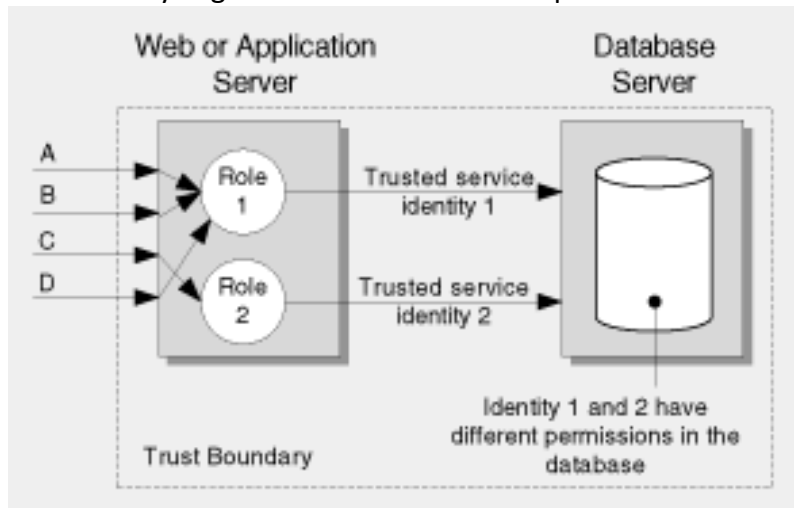 Web or Application
Server
Database
Server
A
B
C
D
Role
1
Role
2
Trusted service
identity 1
Trusted service
identity 2
Identity 1 and 2 have
different permissions in the
database
Trust Boundary